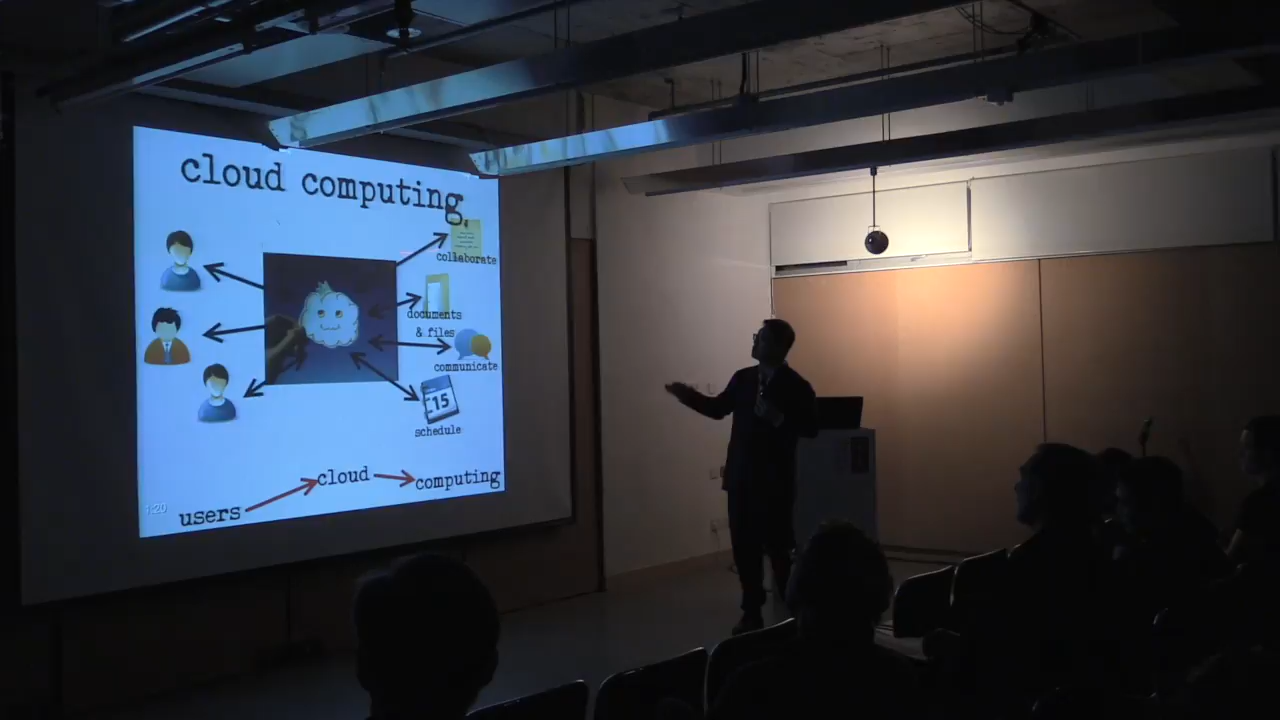 cloud computing
collaborate
documents
& files
communicate
15
schedule
users
cloud
computing
1:20